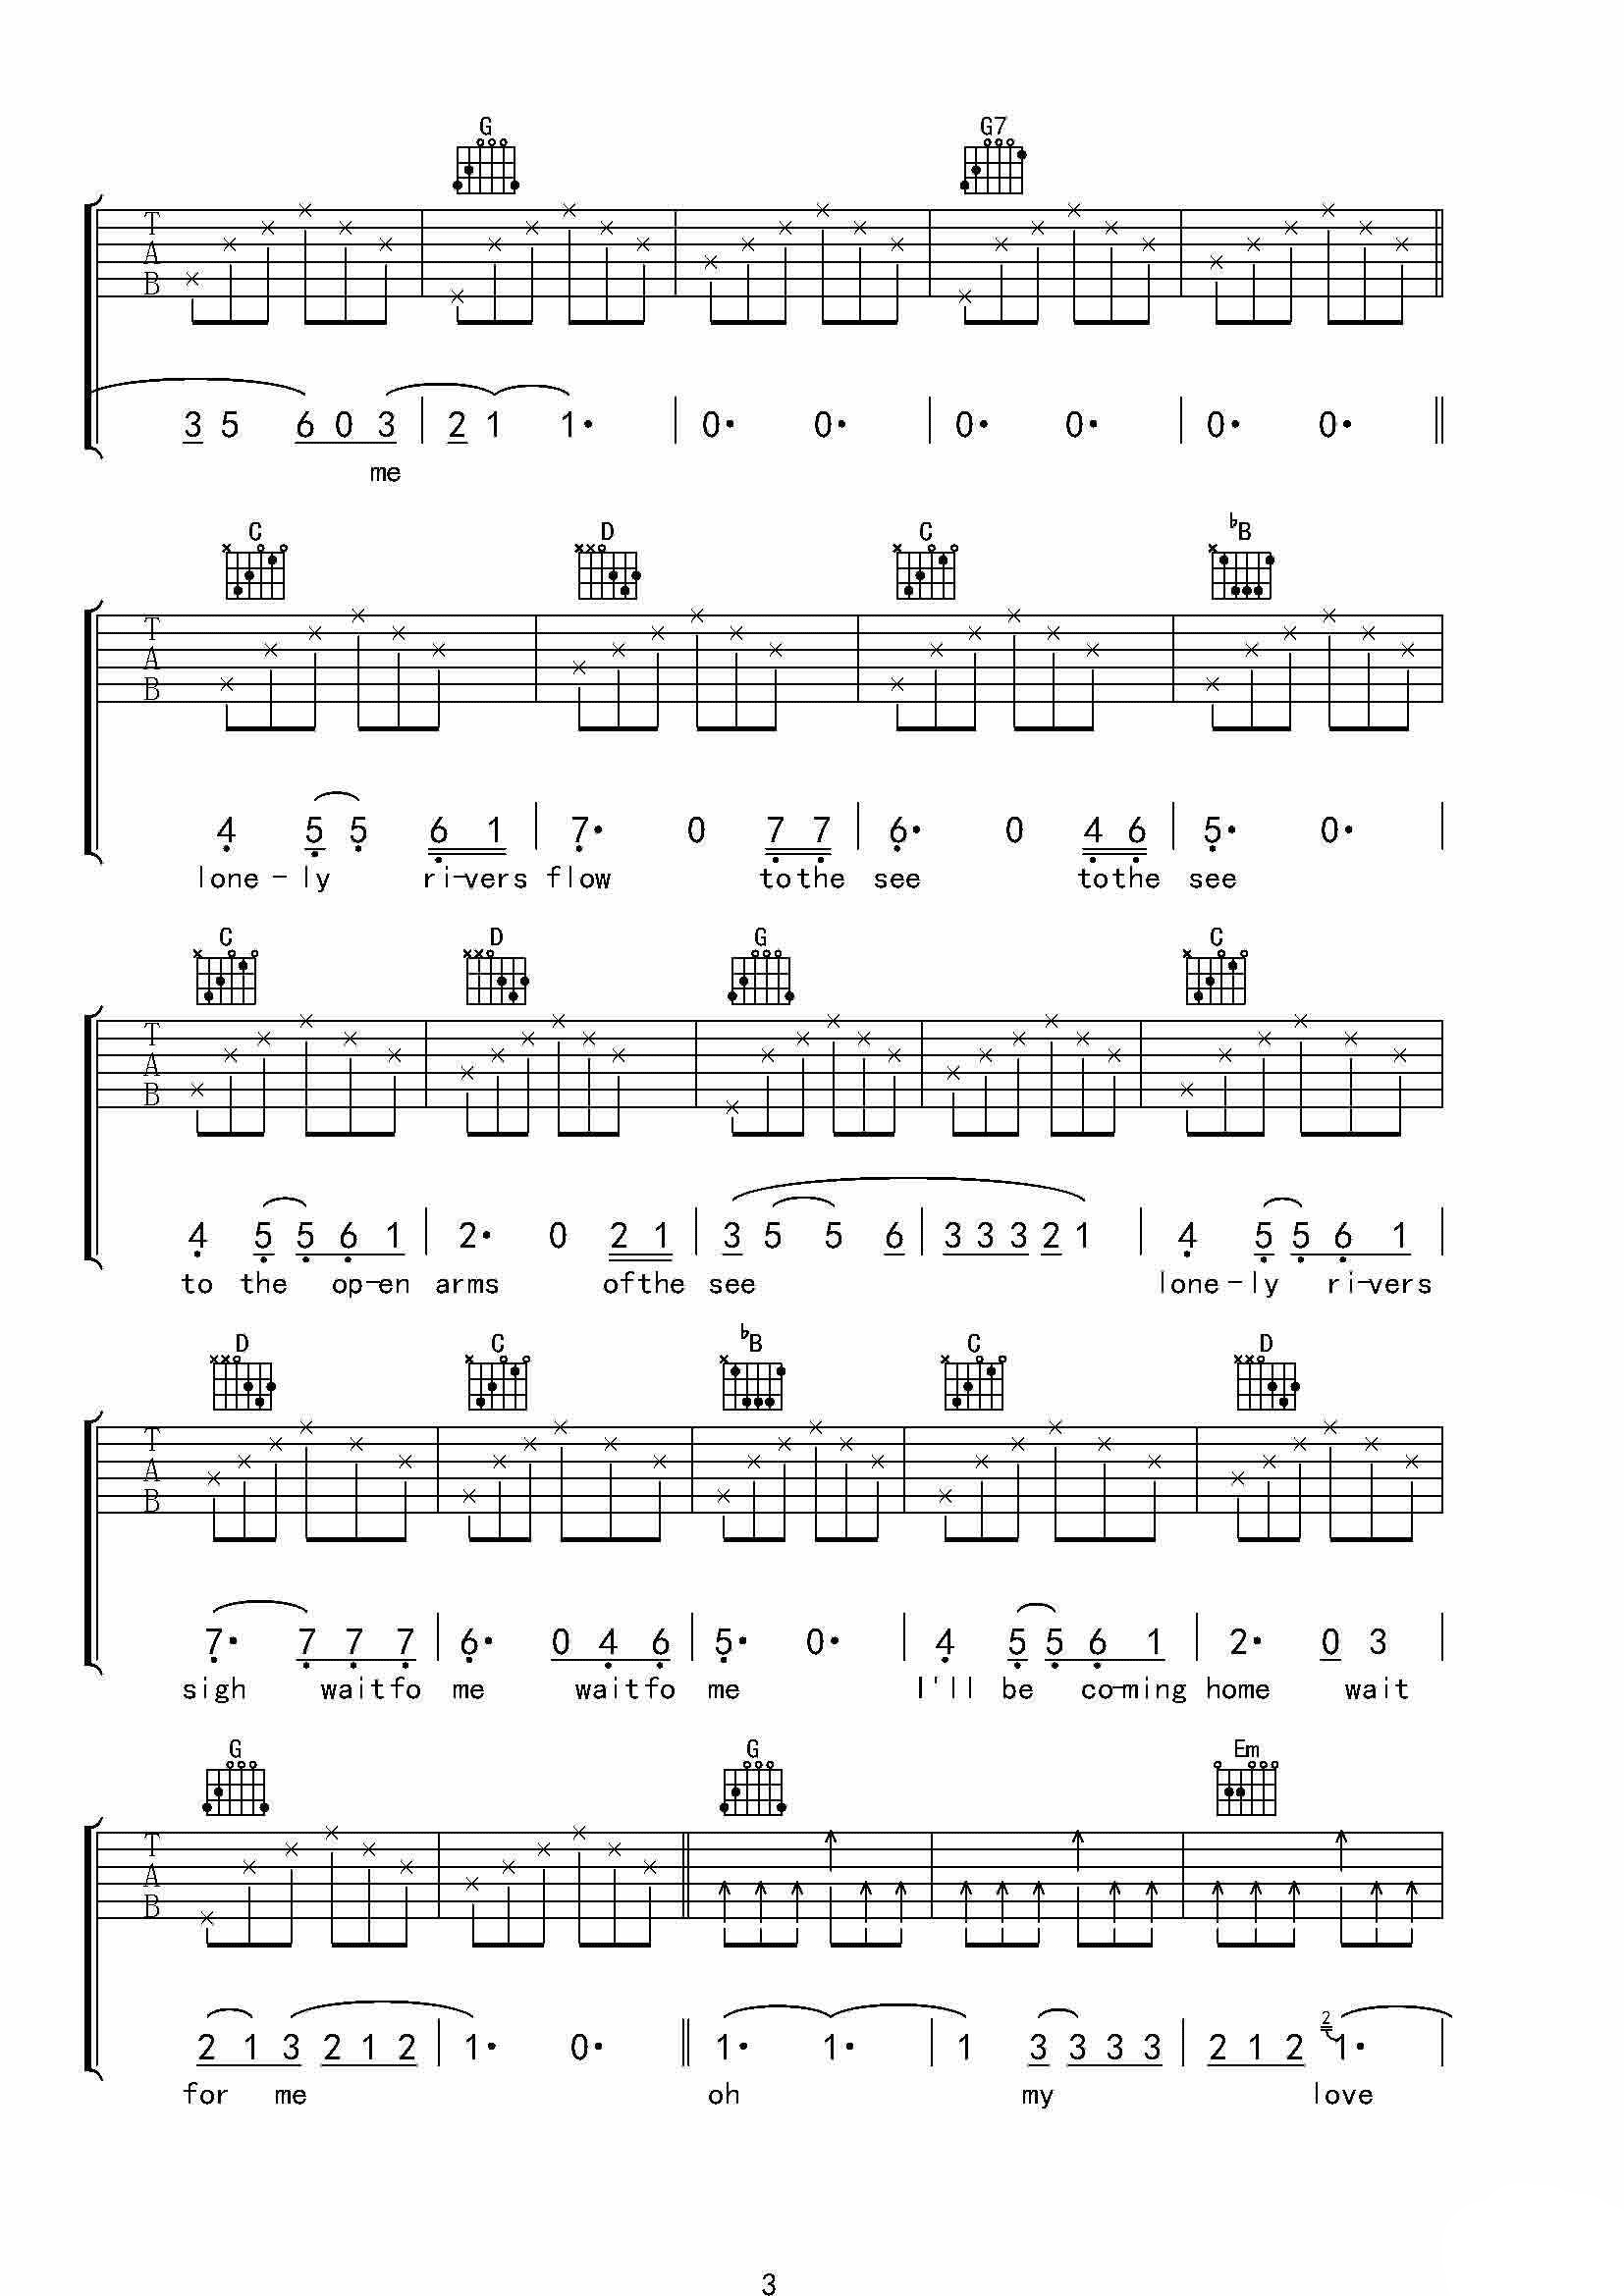 G G7
T
A
B
3 5 6 0 3 | 2 1 1· | 0· 0· | 0· 0· | 0· 0· ||
me
C D C ♭B
T
A
B
4 5 5 6 1 | 7· 0 7 7 | 6· 0 4 6 | 5· 0· |
lone-ly ri-vers flow tothe see tothe see
C D G C
T
A
B
4 5 5 6 1 | 2· 0 2 1 | 3 5 5 6 | 3 3 3 2 1 | 4 5 5 6 1 |
to the op-en arms ofthe see lone-ly ri-vers
D C ♭B C D
T
A
B
7· 7 7 7 | 6· 0 4 6 | 5· 0· | 4 5 5 6 1 | 2· 0 3 |
sigh waitfo me waitfo me I'll be co-ming home wait
G G Em
T
A
B
2 1 3 2 1 2 | 1· 0· || 1· 1· | 1 3 3 3 3 | 2 1 2 2 1· |
for me oh my love
3